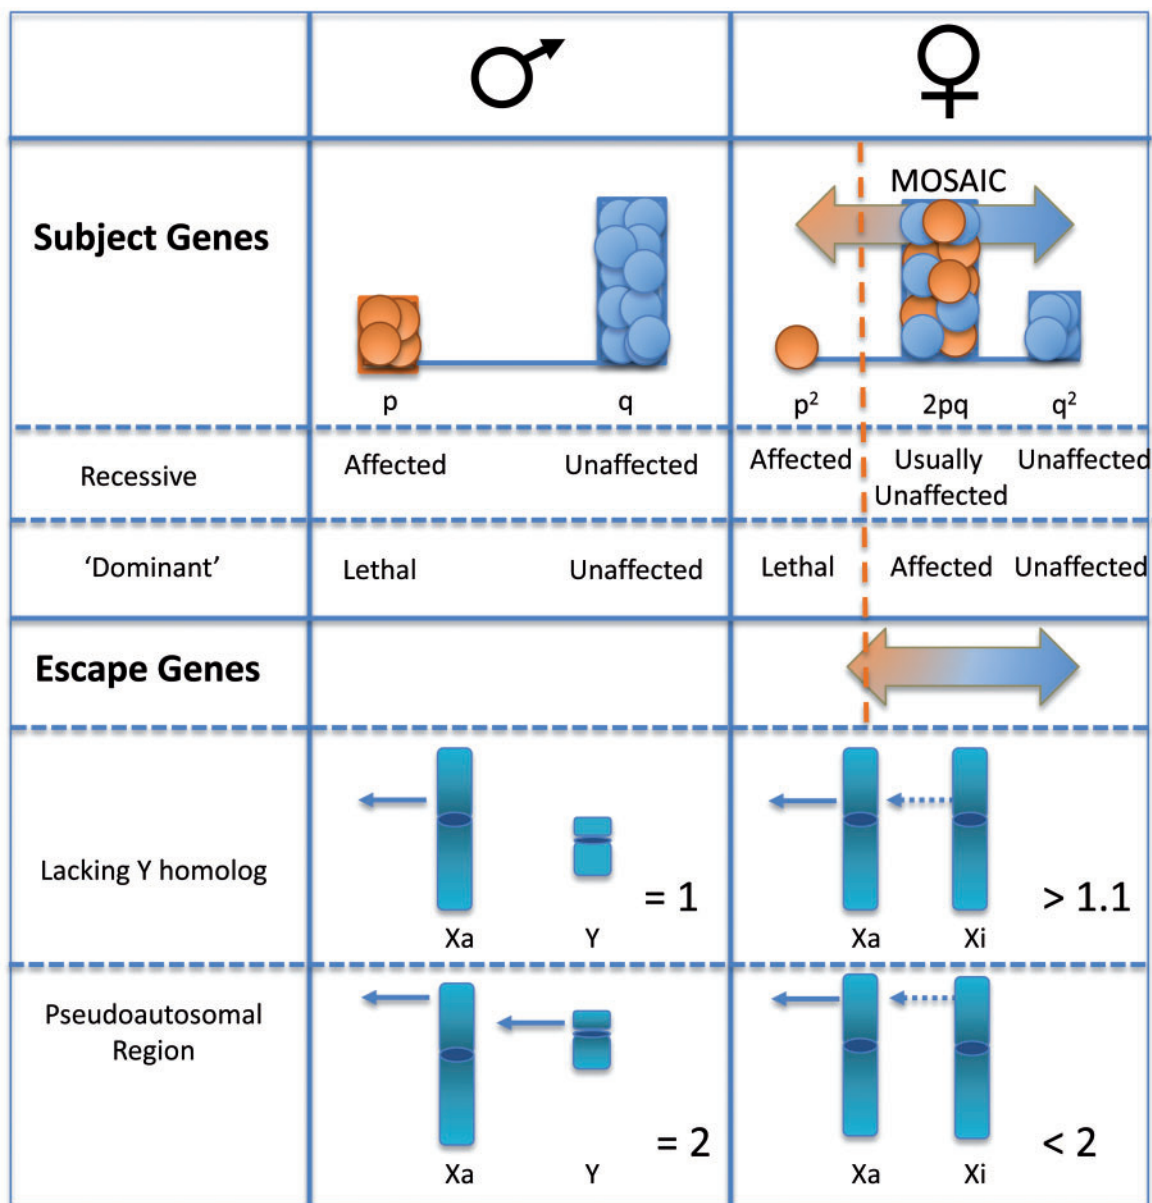 MOSAIC
Subject Genes
p
q
p²
2pq
q²
Recessive
Affected
Unaffected
Affected
Usually
Unaffected
Unaffected
‘Dominant’
Lethal
Unaffected
Lethal
Affected
Unaffected
Escape Genes
Lacking Y homolog
= 1
Xa
Y
> 1.1
Xa
Xi
Pseudoautosomal
Region
= 2
Xa
Y
< 2
Xa
Xi